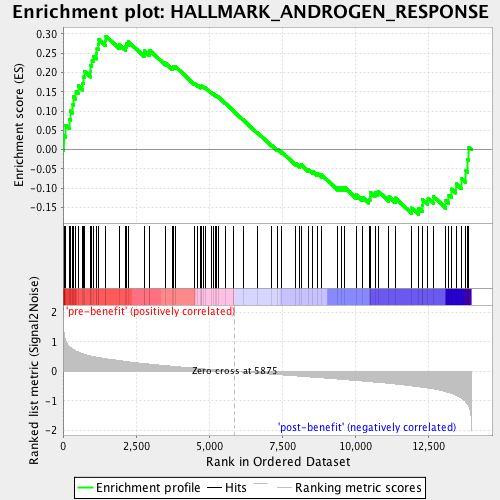 Enrichment plot: HALLMARK_ANDROGEN_RESPONSE
Enrichment score (ES)
0.30
0.25
0.20
0.15
0.10
0.05
0.00
-0.05
-0.10
-0.15
'pre-benefit' (positively correlated)
Ranked list metric (Signal2Noise)
2
1
0
-1
-2
Zero cross at 5875
'post-benefit' (negatively correlated)
0
2,500
5,000
7,500
10,000
12,500
Rank in Ordered Dataset
Enrichment profile
Hits
Ranking metric scores